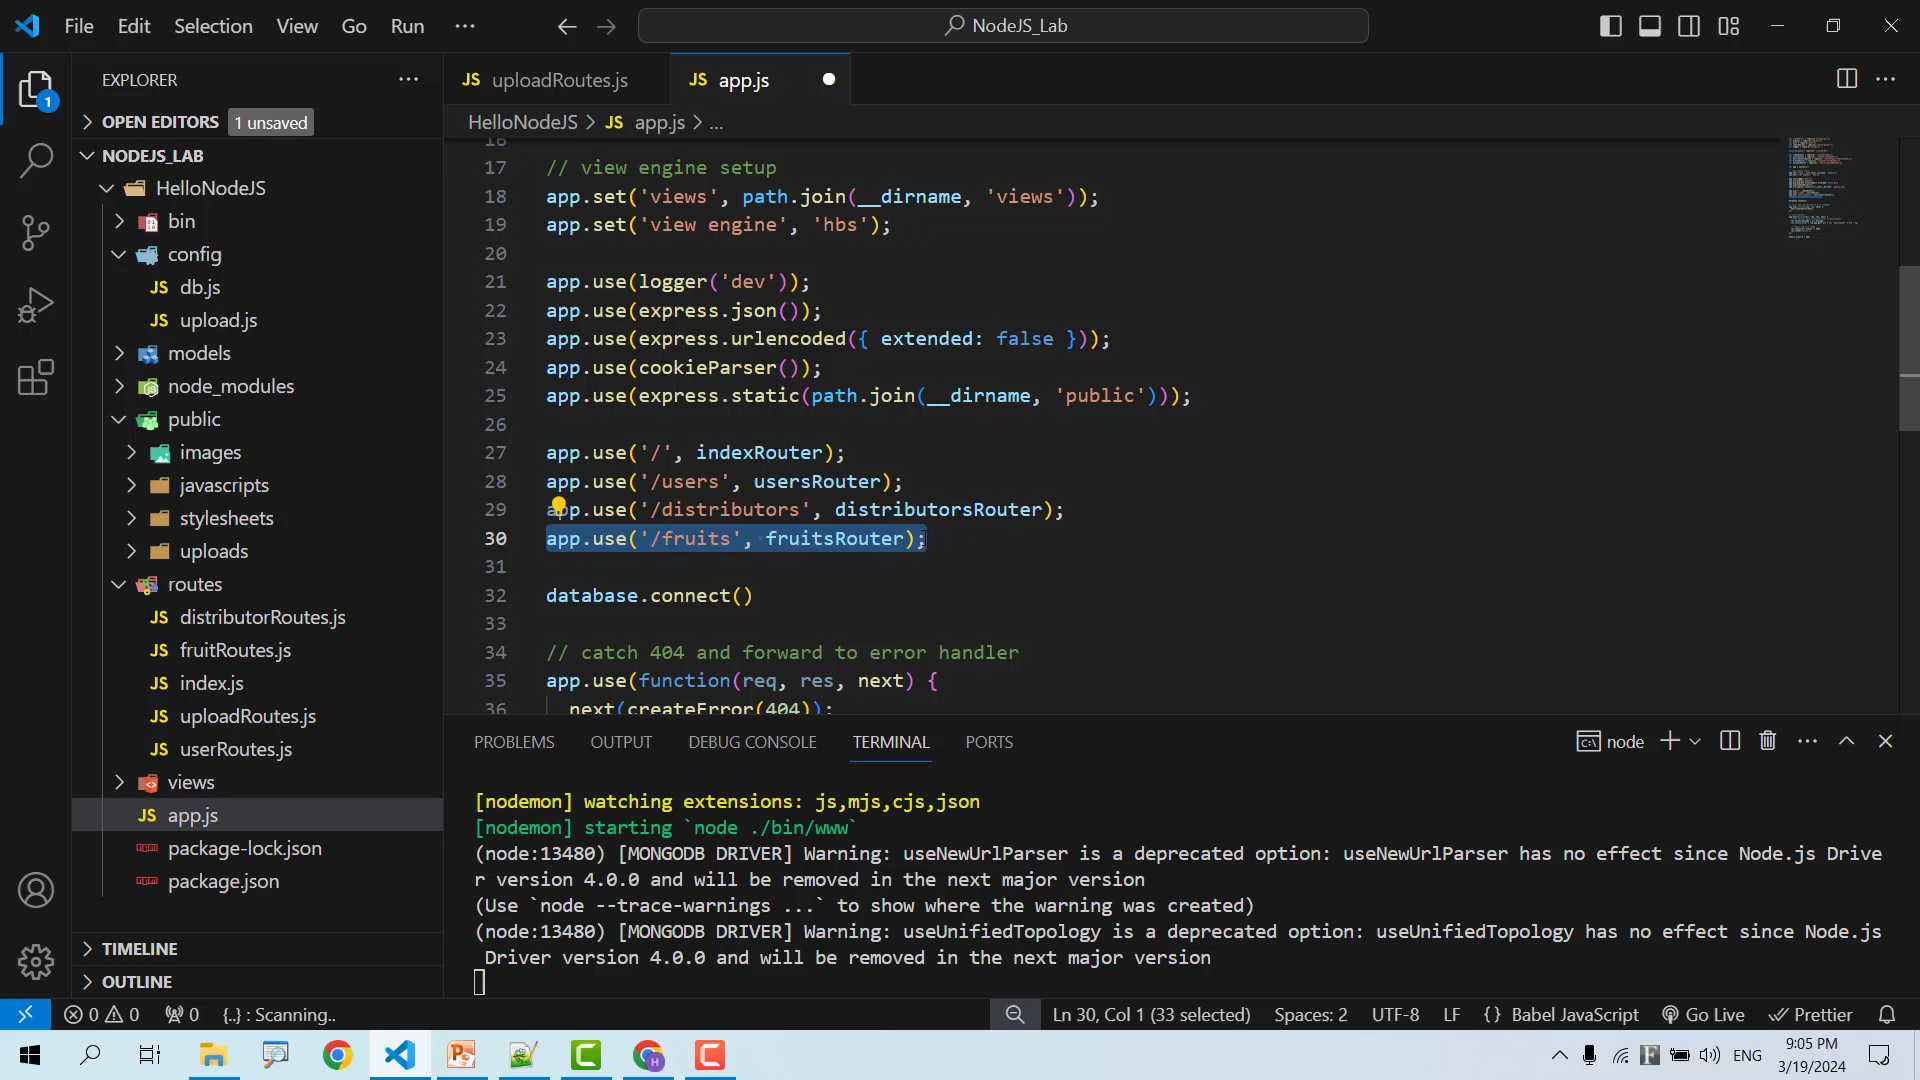 File Edit Selection View Go Run ···
NodeJS_Lab
EXPLORER ···
OPEN EDITORS 1 unsaved
NODEJS_LAB
HelloNodeJS
bin
config
db.js
upload.js
models
node_modules
public
images
javascripts
stylesheets
uploads
routes
JS distributorRoutes.js
JS fruitRoutes.js
JS index.js
JS uploadRoutes.js
JS userRoutes.js
views
JS app.js
package-lock.json
package.json
TIMELINE
OUTLINE
JS uploadRoutes.js
JS app.js
HelloNodeJS > JS app.js > ...
16
17 // view engine setup
18 app.set('views', path.join(__dirname, 'views'));
19 app.set('view engine', 'hbs');
20
21 app.use(logger('dev'));
22 app.use(express.json());
23 app.use(express.urlencoded({ extended: false }));
24 app.use(cookieParser());
25 app.use(express.static(path.join(__dirname, 'public')));
26
27 app.use('/', indexRouter);
28 app.use('/users', usersRouter);
29 app.use('/distributors', distributorsRouter);
30 app.use('/fruits', fruitsRouter);
31
32 database.connect()
33
34 // catch 404 and forward to error handler
35 app.use(function(req, res, next) {
36 next(createError(404));
PROBLEMS OUTPUT DEBUG CONSOLE TERMINAL PORTS
node
[nodemon] watching extensions: js,mjs,cjs,json
[nodemon] starting `node ./bin/www`
(node:13480) [MONGODB DRIVER] Warning: useNewUrlParser is a deprecated option: useNewUrlParser has no effect since Node.js Drive
r version 4.0.0 and will be removed in the next major version
(Use `node --trace-warnings ...` to show where the warning was created)
(node:13480) [MONGODB DRIVER] Warning: useUnifiedTopology is a deprecated option: useUnifiedTopology has no effect since Node.js
Driver version 4.0.0 and will be removed in the next major version
0 0 0 {..} : Scanning.. Ln 30, Col 1 (33 selected) Spaces: 2 UTF-8 LF {} Babel JavaScript Go Live Prettier
ENG
9:05 PM
3/19/2024